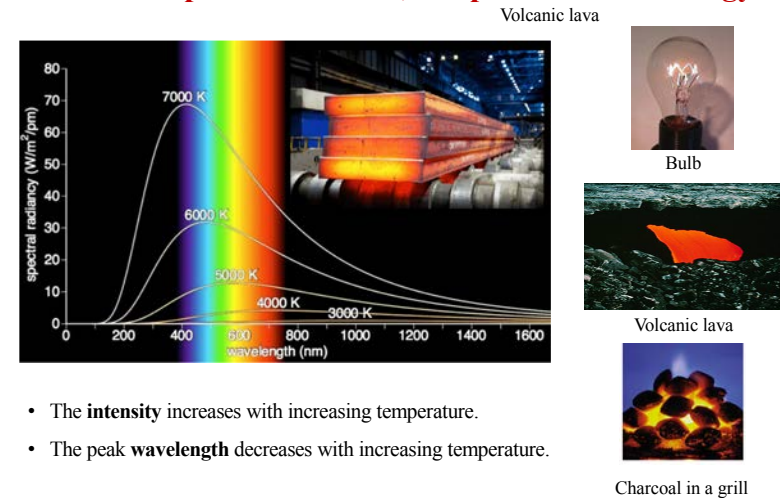 Volcanic lava
80
70
60
50
40
30
20
10
0
spectral radiancy (W/m²/pm)
7000 K
6000 K
5000 K
4000 K
3000 K
0 200 400 600 800 1000 1200 1400 1600
wavelength (nm)
Bulb
Volcanic lava
• The intensity increases with increasing temperature.
• The peak wavelength decreases with increasing temperature.
Charcoal in a grill